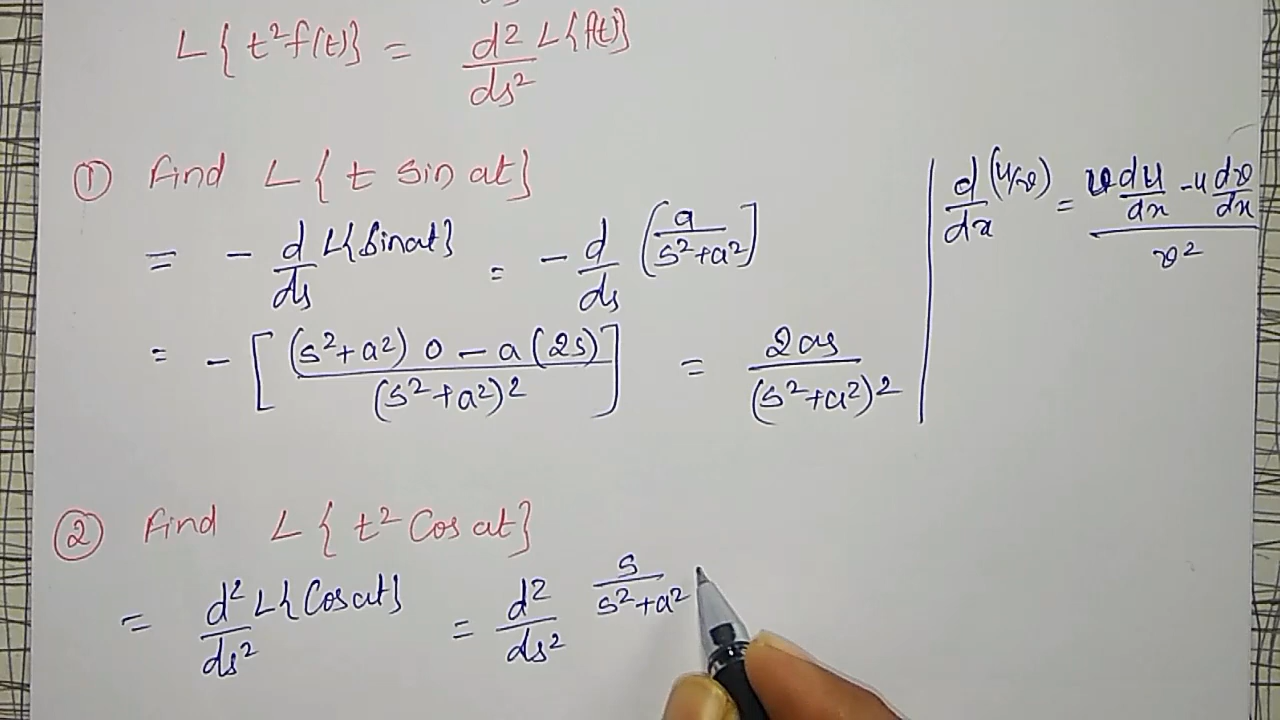 L{t²f(t)} = d²/ds² L{f(t)}
① Find L{t sin at}
= - d/ds L{Sin at} = - d/ds (a/(s²+a²)]
= - [((s²+a²) 0 - a(2s))/(s²+a²)²] = 2as/(s²+a²)²
d/dx (u/v) = (v du/dx - u dv/dx)/v²
② Find L{t² Cos at}
= d²/ds² L{Cos at} = d²/ds² s/(s²+a²)